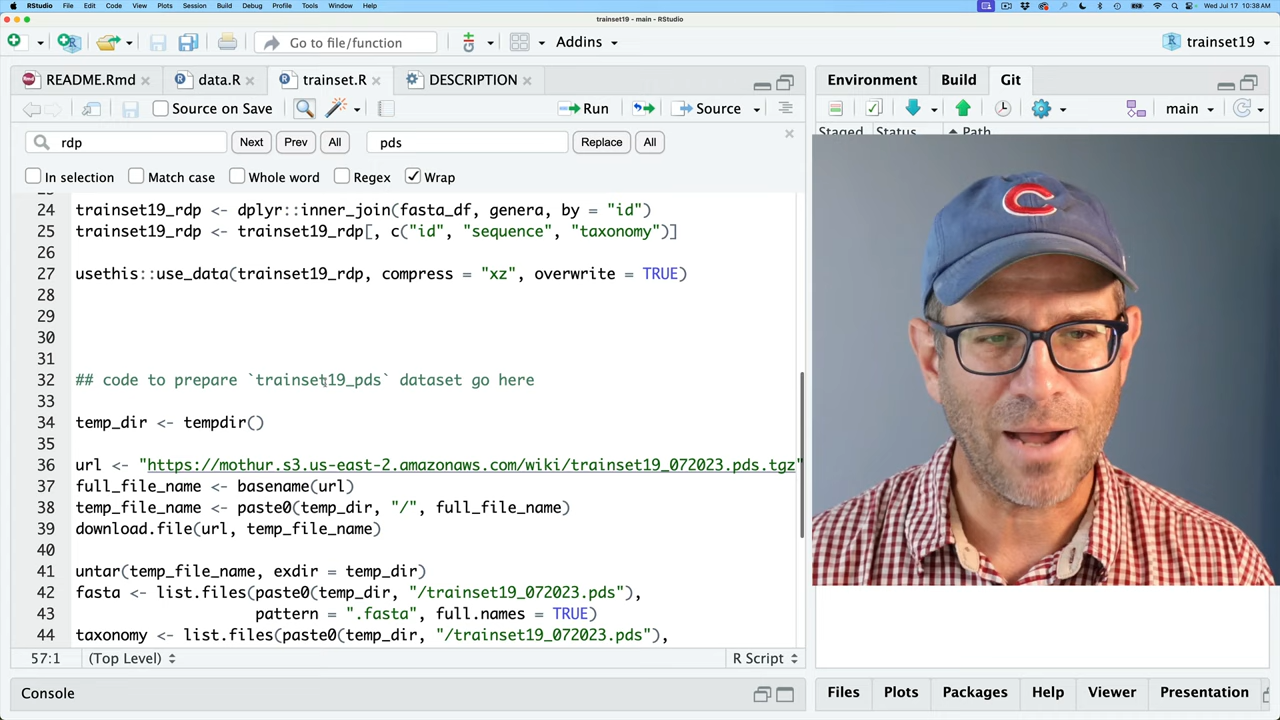 RStudio File Edit Code View Plots Session Build Debug Profile Tools Window Help Wed Jul 17 10:38 AM
trainset19 - main - RStudio
Go to file/function Addins trainset19
README.Rmd data.R trainset.R DESCRIPTION Environment Build Git
Source on Save Run Source main
rdp Next Prev All pds Replace All Staged Status Path
In selection Match case Whole word Regex Wrap
24 trainset19_rdp <- dplyr::inner_join(fasta_df, genera, by = "id")
25 trainset19_rdp <- trainset19_rdp[, c("id", "sequence", "taxonomy")]
26
27 usethis::use_data(trainset19_rdp, compress = "xz", overwrite = TRUE)
28
29
30
31
32 ## code to prepare `trainset19_pds` dataset go here
33
34 temp_dir <- tempdir()
35
36 url <- "https://mothur.s3.us-east-2.amazonaws.com/wiki/trainset19_072023.pds.tgz"
37 full_file_name <- basename(url)
38 temp_file_name <- paste0(temp_dir, "/", full_file_name)
39 download.file(url, temp_file_name)
40
41 untar(temp_file_name, exdir = temp_dir)
42 fasta <- list.files(paste0(temp_dir, "/trainset19_072023.pds"),
43 pattern = ".fasta", full.names = TRUE)
44 taxonomy <- list.files(paste0(temp_dir, "/trainset19_072023.pds"),
57:1 (Top Level) R Script
Console Files Plots Packages Help Viewer Presentation